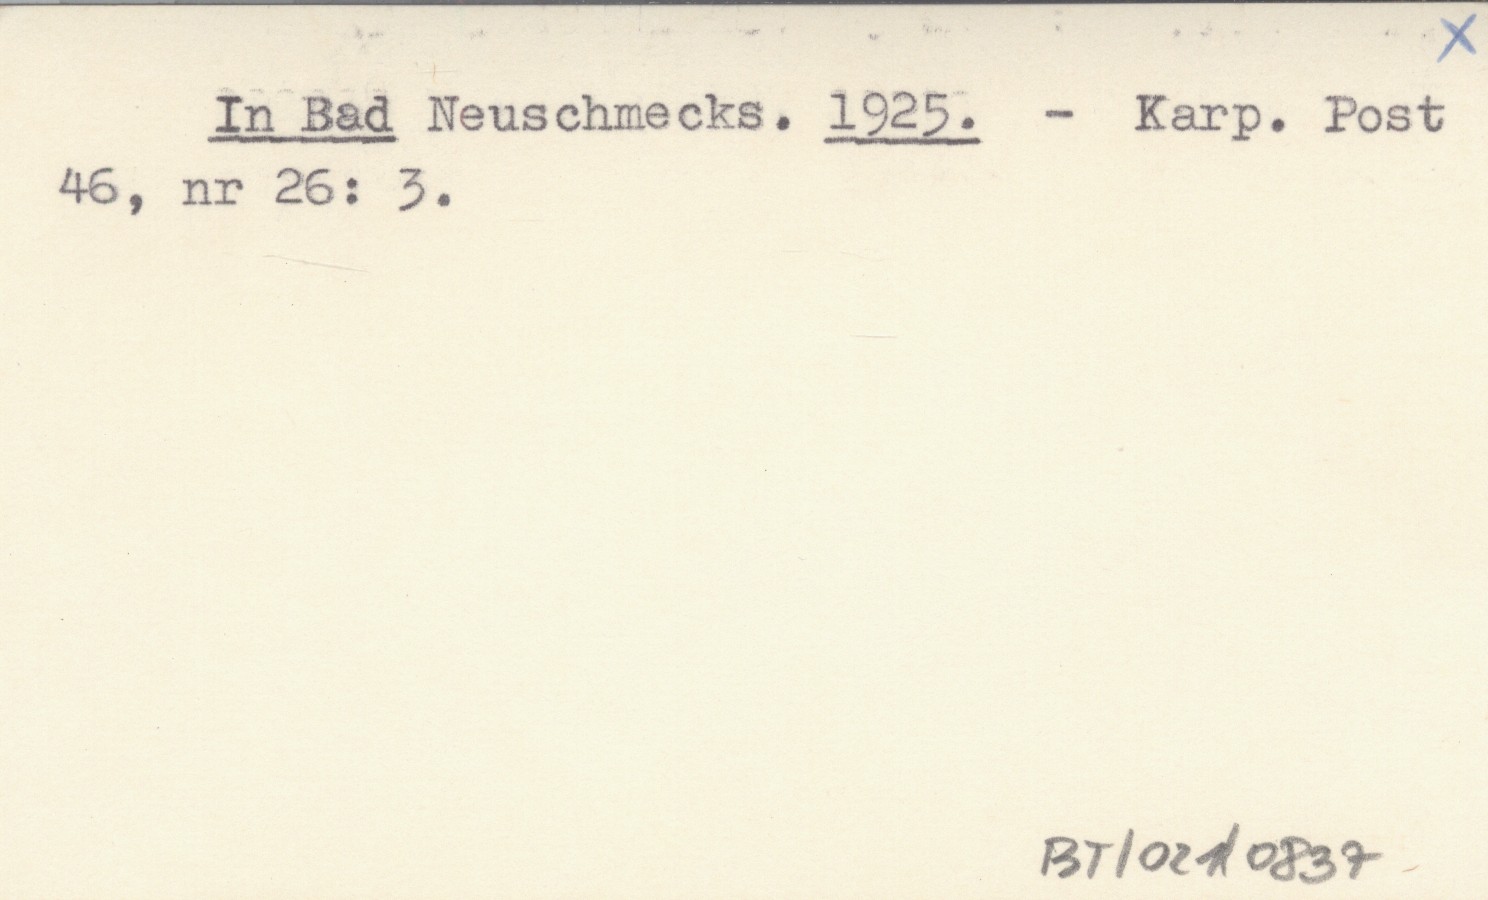 In Bad Neuschmecks. 1925. - Karp. Post
46, nr 26: 3.
BT/021/0837